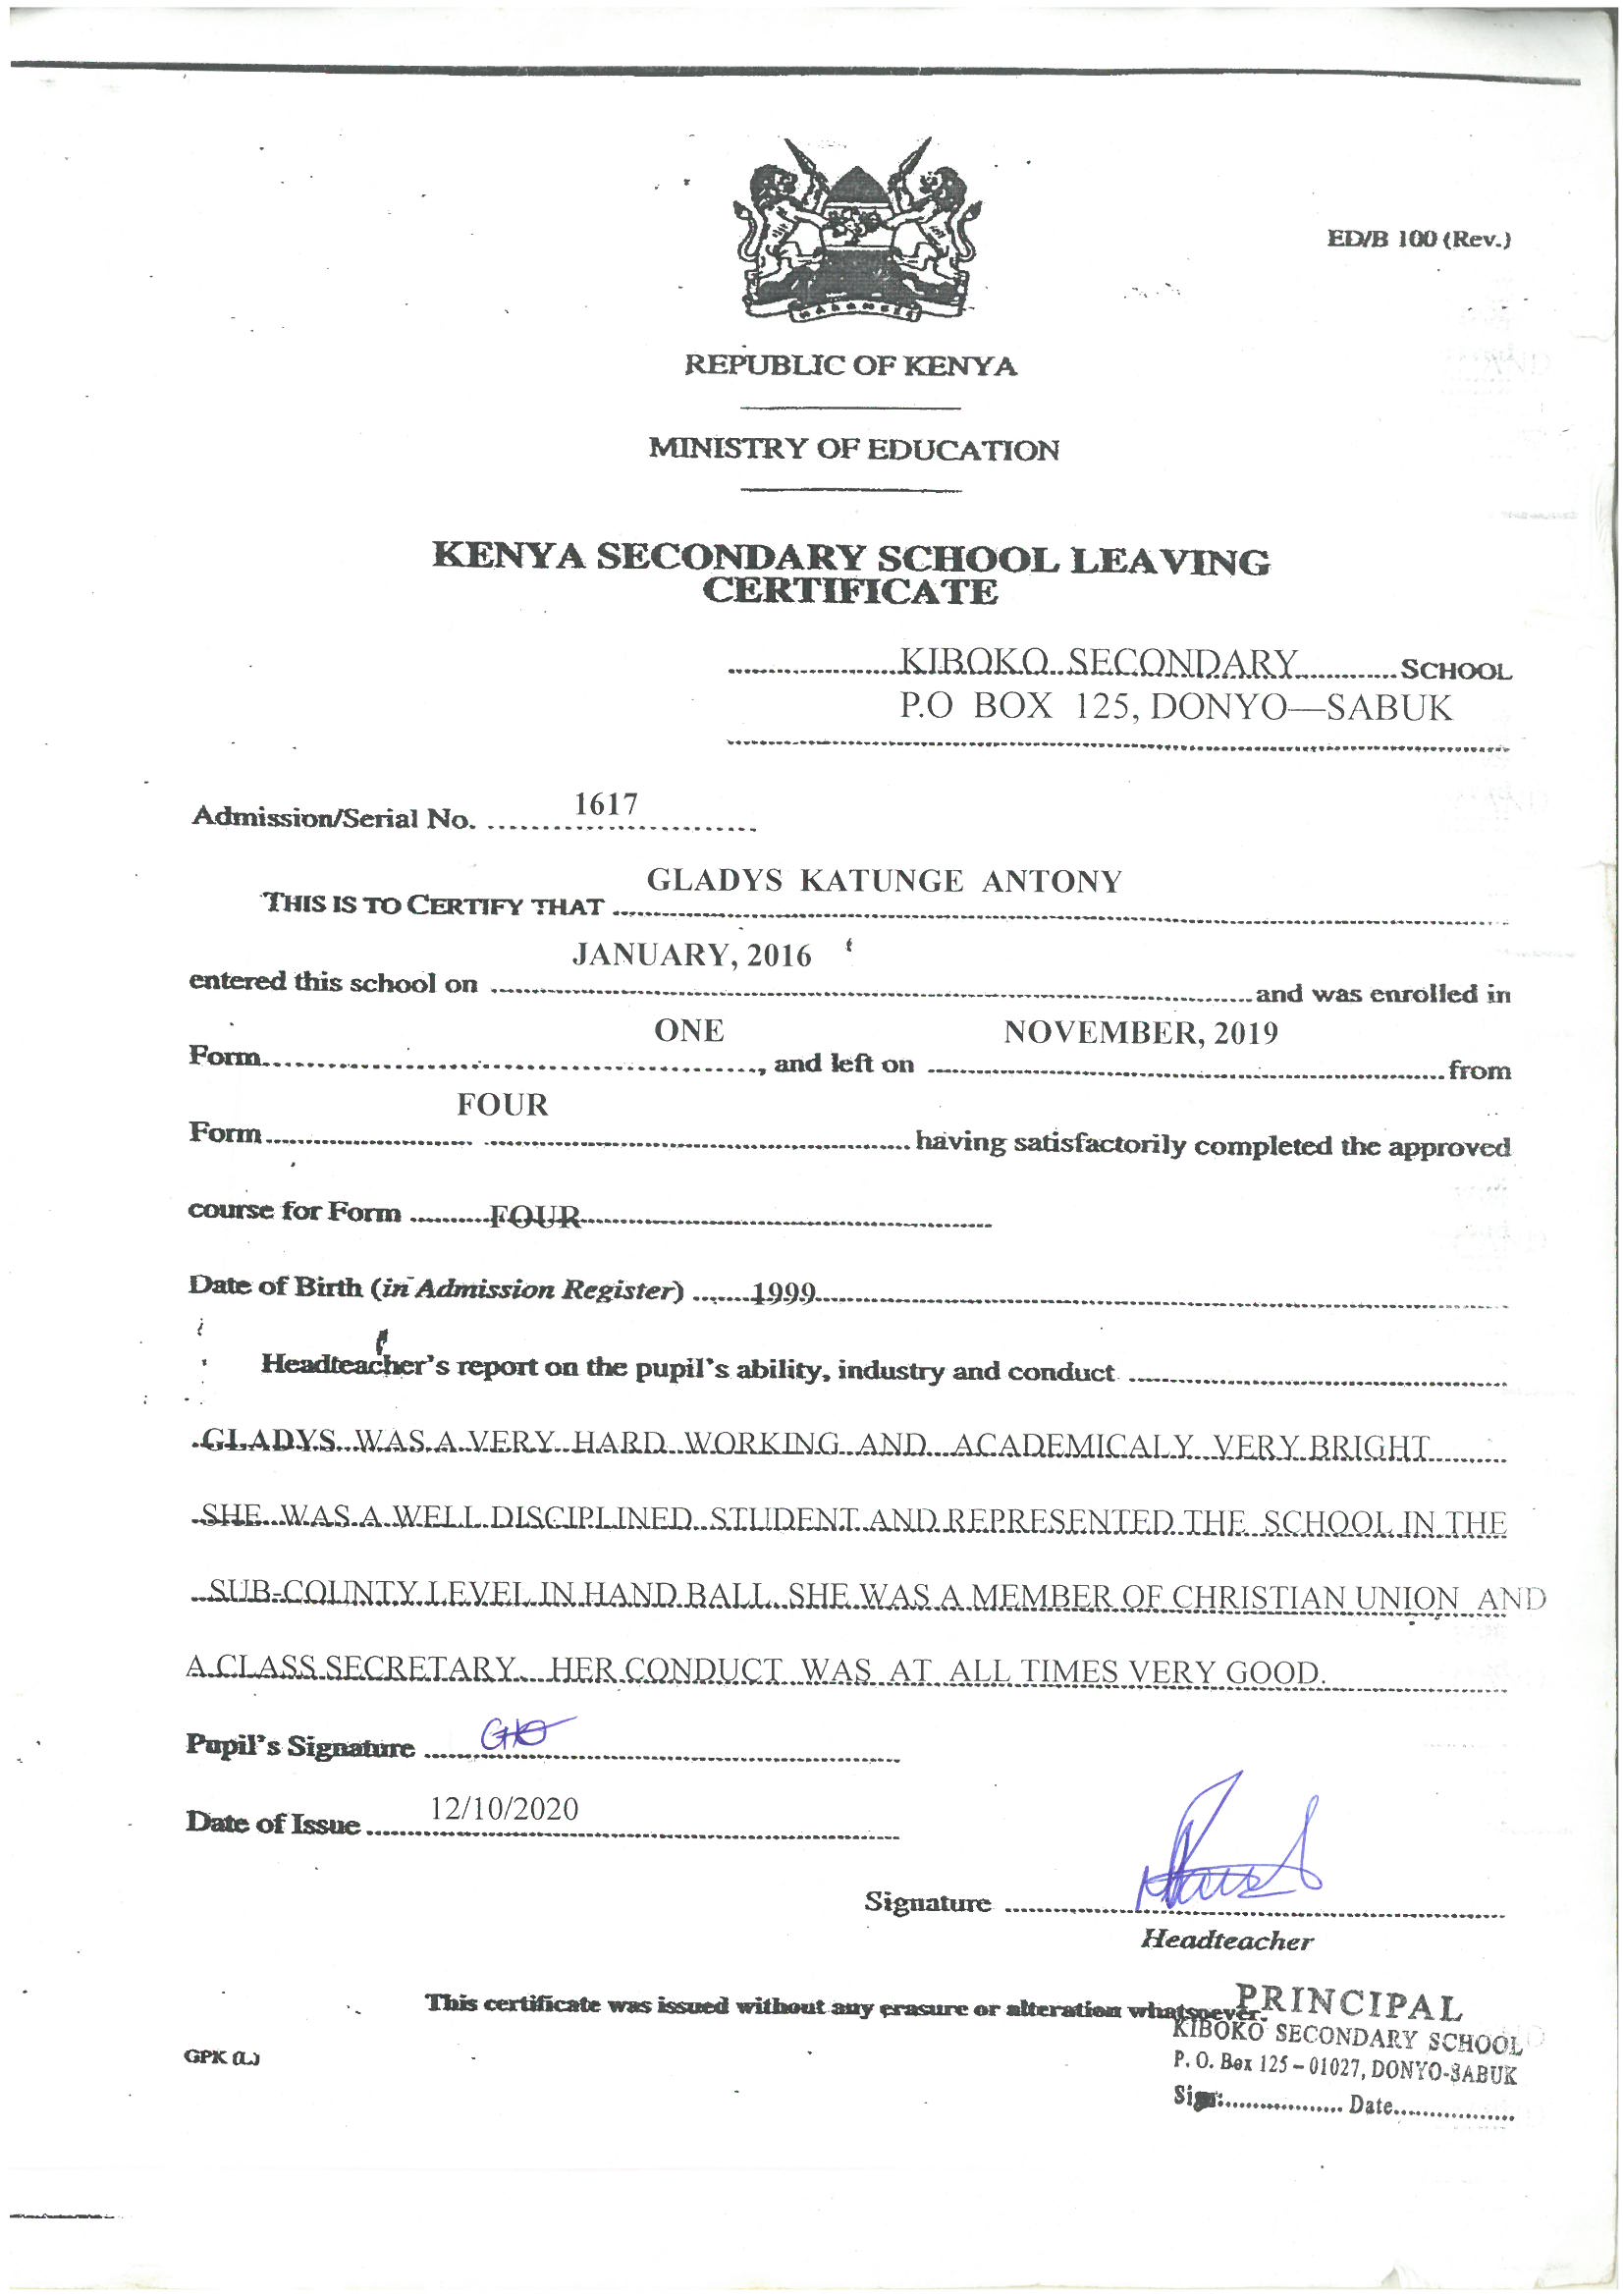 ED/B 100 (Rev.)
HARAMBEE
REPUBLIC OF KENYA
MINISTRY OF EDUCATION
KENYA SECONDARY SCHOOL LEAVING
CERTIFICATE
KIBOKO SECONDARY SCHOOL
P.O BOX 125, DONYO—SABUK
Admission/Serial No. 1617
THIS IS TO CERTIFY THAT GLADYS KATUNGE ANTONY
entered this school on JANUARY, 2016 and was enrolled in
Form ONE, and left on NOVEMBER, 2019 from
Form FOUR having satisfactorily completed the approved
course for Form FOUR
Date of Birth (in Admission Register) 1999
Headteacher's report on the pupil's ability, industry and conduct
GLADYS WAS A VERY HARD WORKING AND ACADEMICALY VERY BRIGHT
SHE WAS A WELL DISCIPLINED STUDENT AND REPRESENTED THE SCHOOL IN THE
SUB-COUNTY LEVEL IN HAND BALL. SHE WAS A MEMBER OF CHRISTIAN UNION AND
A CLASS SECRETARY. HER CONDUCT WAS AT ALL TIMES VERY GOOD.
Pupil's Signature
Date of Issue 12/10/2020
Signature
Headteacher
This certificate was issued without any erasure or alteration whatsoever.
PRINCIPAL
KIBOKO SECONDARY SCHOOL
P. O. Box 125 – 01027, DONYO-SABUK
Sign: Date
GPK (L)